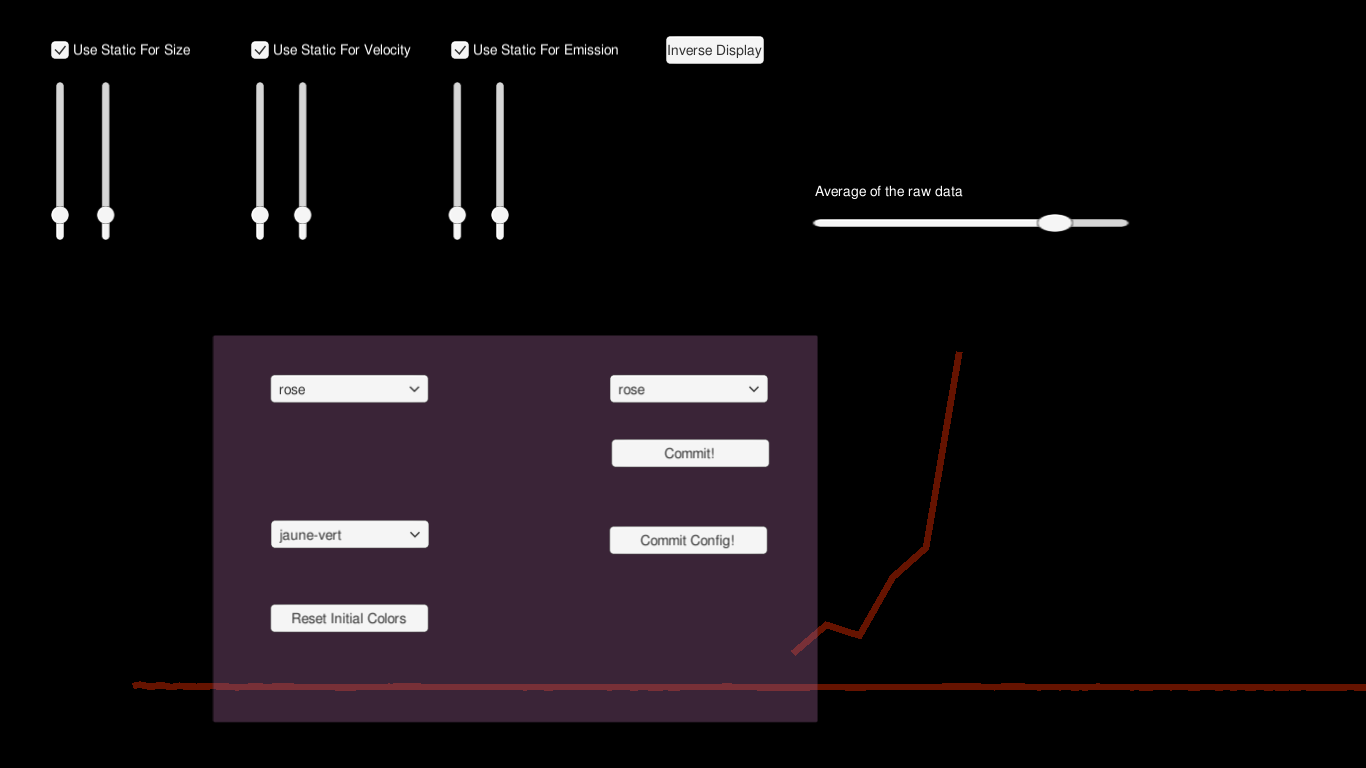 Use Static For Size
Use Static For Velocity
Use Static For Emission
Inverse Display
Average of the raw data
rose
rose
Commit!
jaune-vert
Commit Config!
Reset Initial Colors